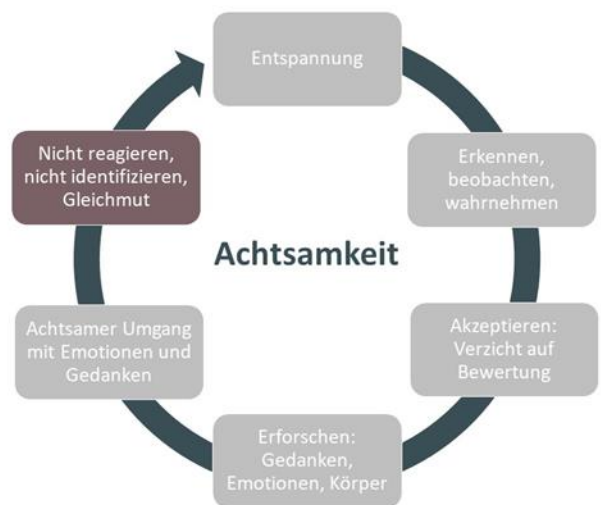 Entspannung
Erkennen,
beobachten,
wahrnehmen
Akzeptieren:
Verzicht auf
Bewertung
Erforschen:
Gedanken,
Emotionen, Körper
Achtsamer Umgang
mit Emotionen und
Gedanken
Nicht reagieren,
nicht identifizieren,
Gleichmut
Achtsamkeit